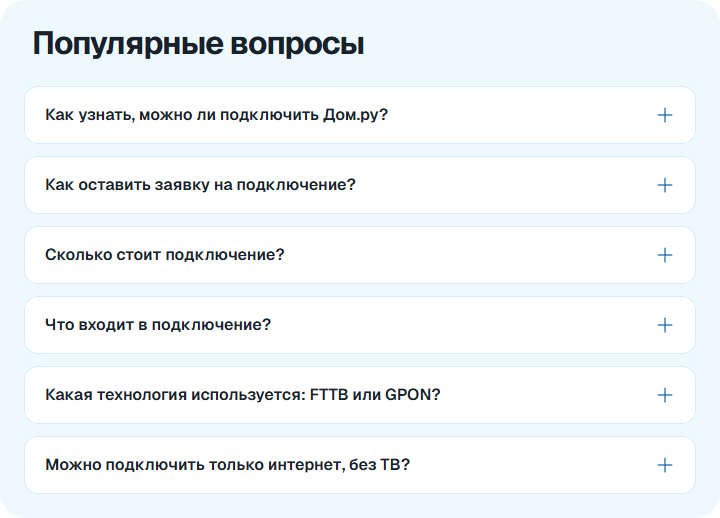 Популярные вопросы
Как узнать, можно ли подключить Дом.ру?
Как оставить заявку на подключение?
Сколько стоит подключение?
Что входит в подключение?
Какая технология используется: FTTB или GPON?
Можно подключить только интернет, без ТВ?